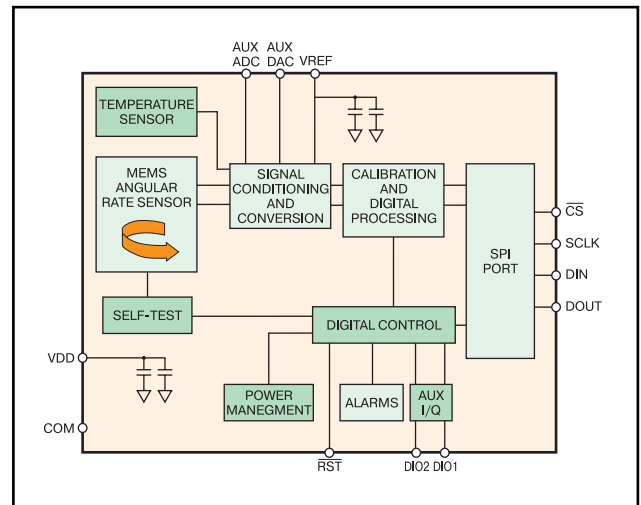 AUX
ADC
AUX
DAC
VREF
TEMPERATURE
SENSOR
MEMS
ANGULAR
RATE SENSOR
SIGNAL
CONDITIONING
AND
CONVERSION
CALIBRATION
AND
DIGITAL
PROCESSING
SPI
PORT
CS
SCLK
DIN
DOUT
SELF-TEST
DIGITAL CONTROL
VDD
POWER
MANEGMENT
ALARMS
AUX
I/Q
COM
RST
DIO2
DIO1